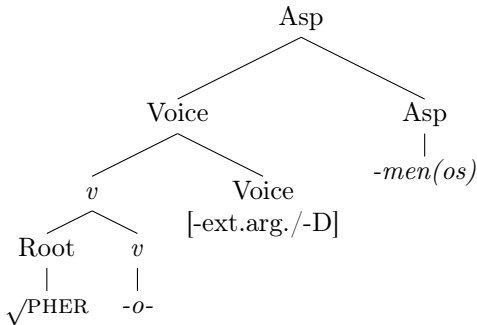 Asp
Voice Asp
-men(os)
v Voice
[-ext.arg./-D]
Root v
√PHER -o-